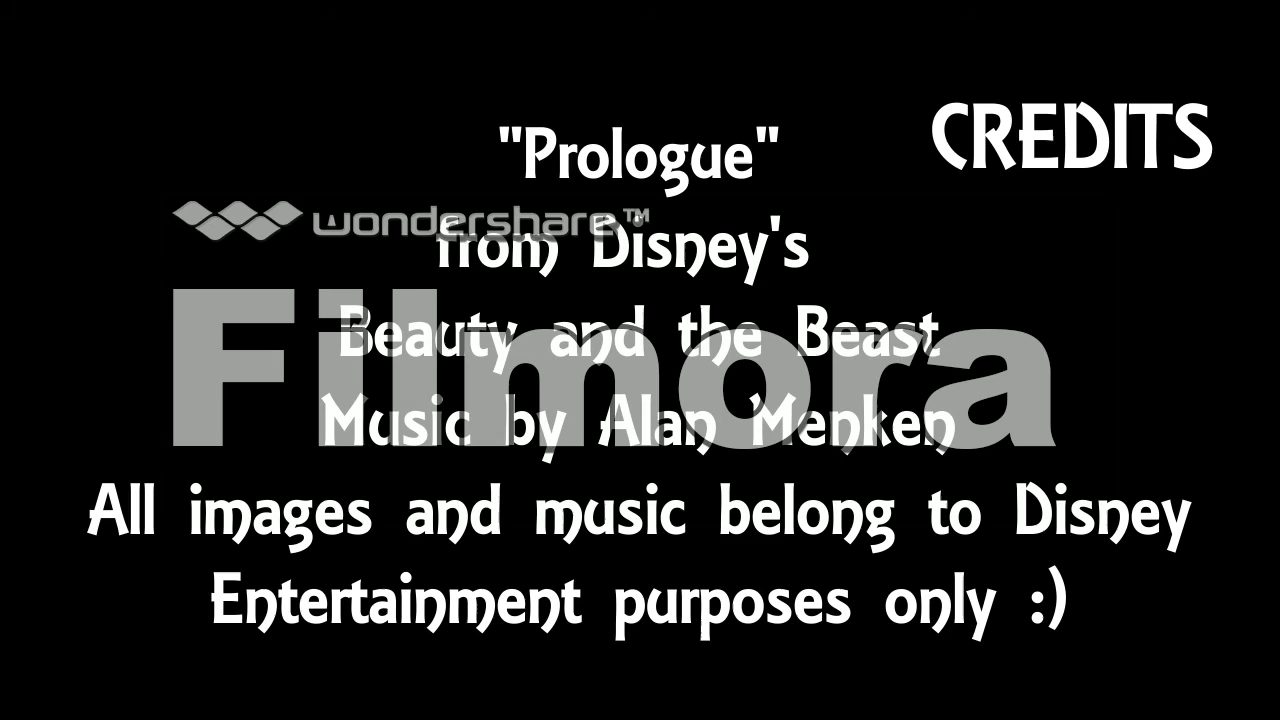 CREDITS
"Prologue"
wondershare™
from Disney's
Filmora
Beauty and the Beast
Music by Alan Menken
All images and music belong to Disney
Entertainment purposes only :)